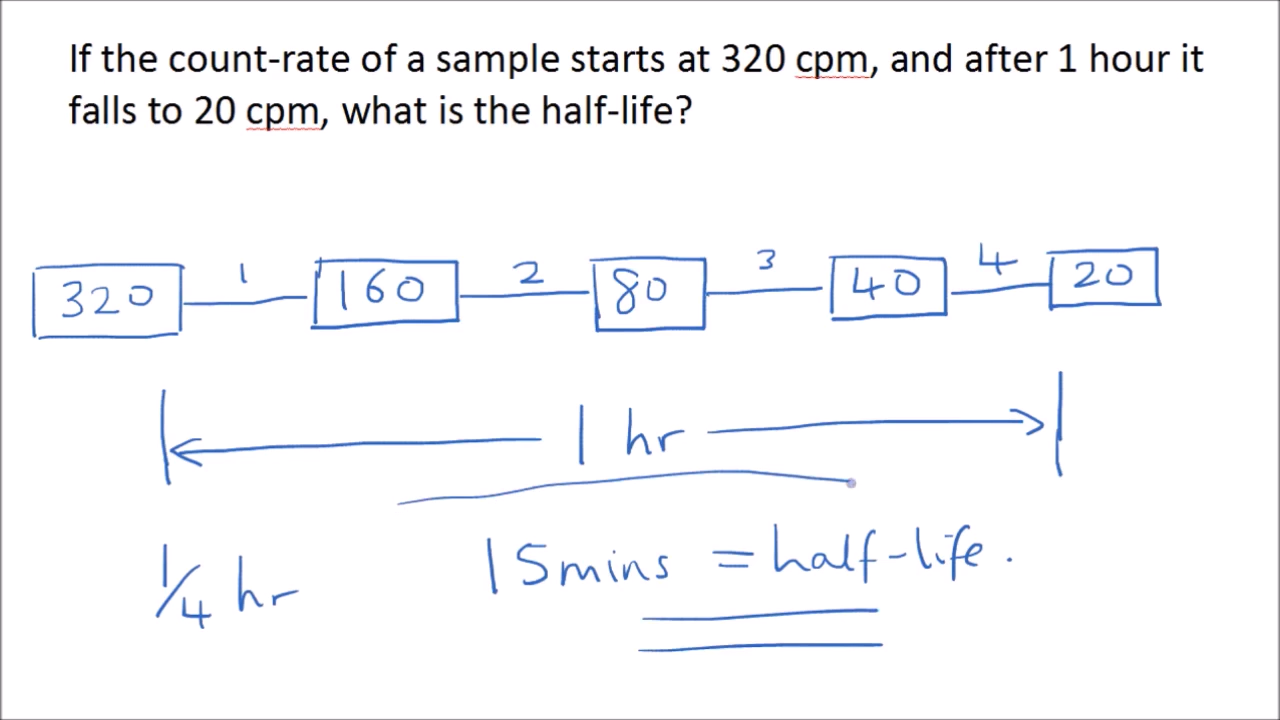 If the count-rate of a sample starts at 320 cpm, and after 1 hour it
falls to 20 cpm, what is the half-life?
320 1 160 2 80 3 40 4 20
1 hr
1/4 hr 15mins = half-life.